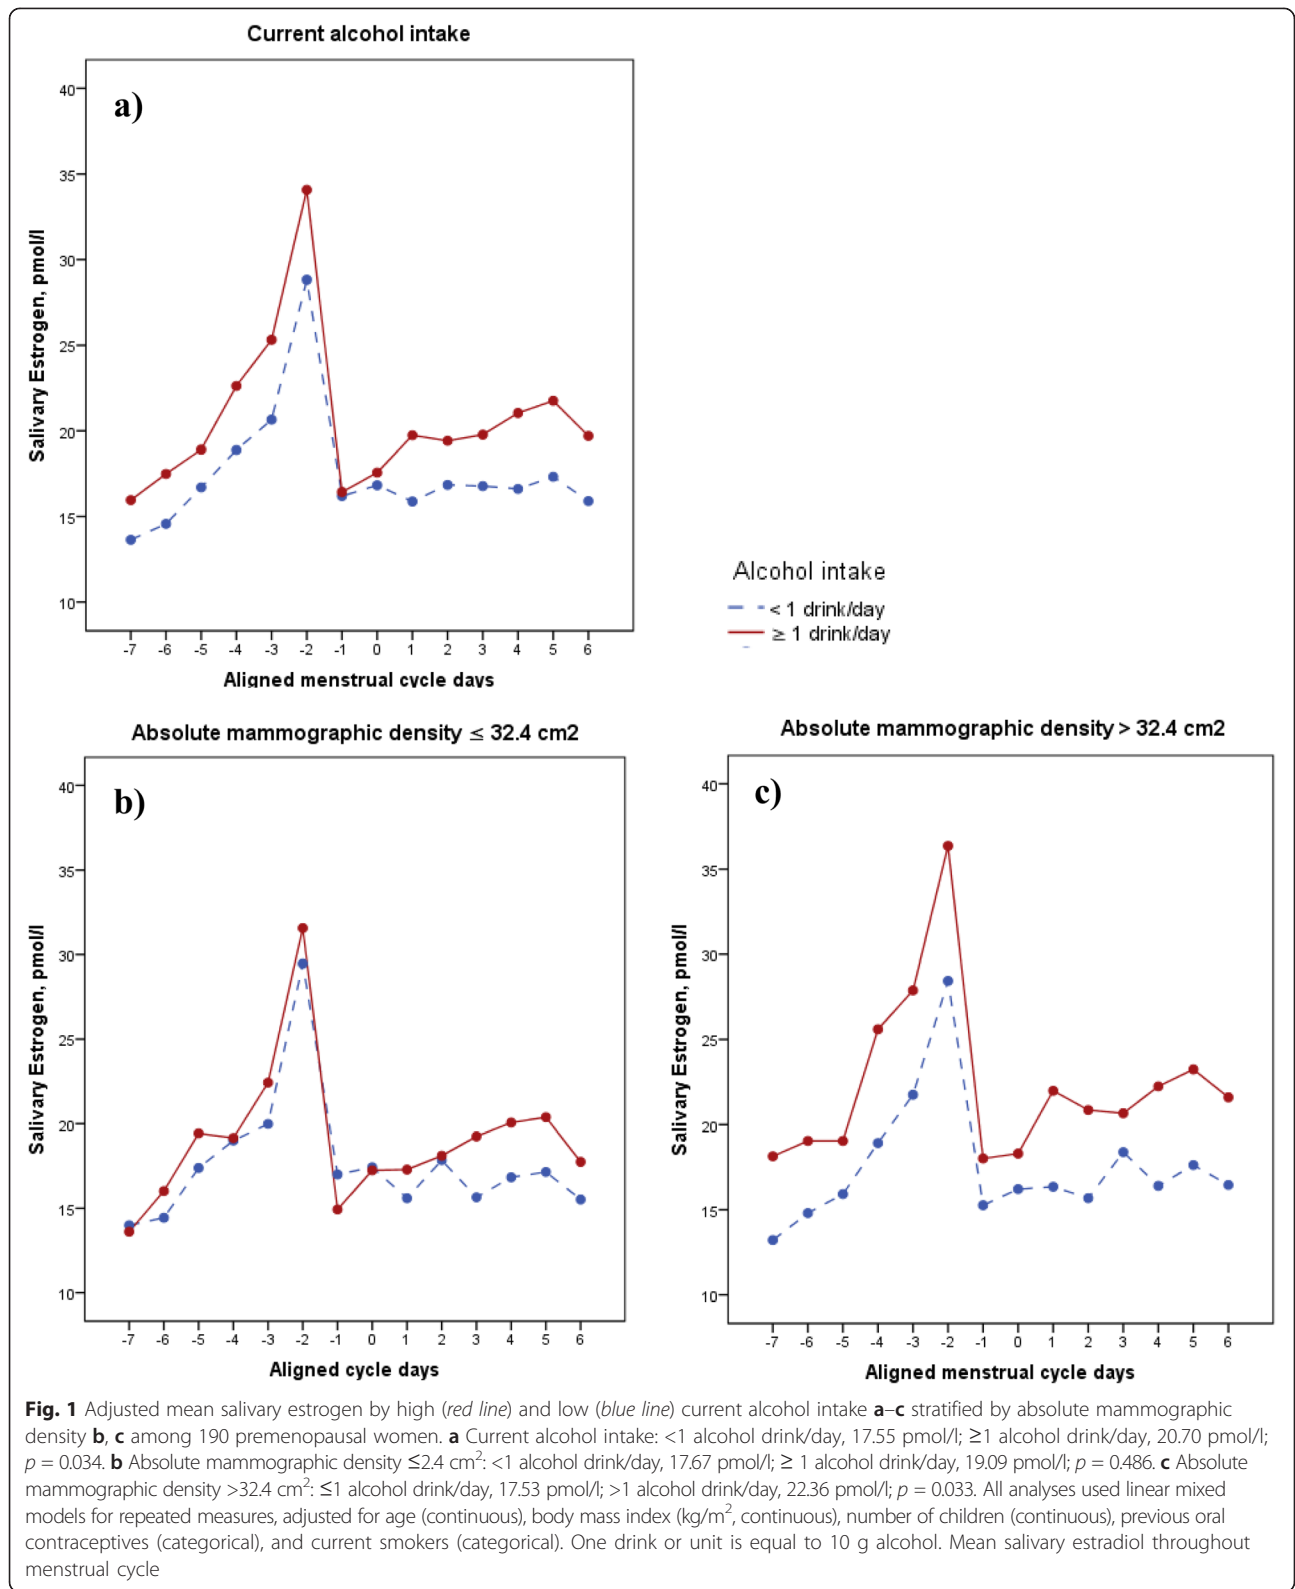 Current alcohol intake
a)
40
35
30
25
20
15
10
Salivary Estrogen, pmol/l
-7 -6 -5 -4 -3 -2 -1 0 1 2 3 4 5 6
Aligned menstrual cycle days
Alcohol intake
< 1 drink/day
≥ 1 drink/day
Absolute mammographic density ≤ 32.4 cm2
b)
40
35
30
25
20
15
10
Salivary Estrogen, pmol/l
-7 -6 -5 -4 -3 -2 -1 0 1 2 3 4 5 6
Aligned cycle days
Absolute mammographic density > 32.4 cm2
c)
40
35
30
25
20
15
10
Salivary Estrogen, pmol/l
-7 -6 -5 -4 -3 -2 -1 0 1 2 3 4 5 6
Aligned menstrual cycle days
Fig. 1 Adjusted mean salivary estrogen by high (red line) and low (blue line) current alcohol intake a–c stratified by absolute mammographic
density b, c among 190 premenopausal women. a Current alcohol intake: <1 alcohol drink/day, 17.55 pmol/l; ≥1 alcohol drink/day, 20.70 pmol/l;
p = 0.034. b Absolute mammographic density ≤2.4 cm²: <1 alcohol drink/day, 17.67 pmol/l; ≥ 1 alcohol drink/day, 19.09 pmol/l; p = 0.486. c Absolute
mammographic density >32.4 cm²: ≤1 alcohol drink/day, 17.53 pmol/l; >1 alcohol drink/day, 22.36 pmol/l; p = 0.033. All analyses used linear mixed
models for repeated measures, adjusted for age (continuous), body mass index (kg/m², continuous), number of children (continuous), previous oral
contraceptives (categorical), and current smokers (categorical). One drink or unit is equal to 10 g alcohol. Mean salivary estradiol throughout
menstrual cycle